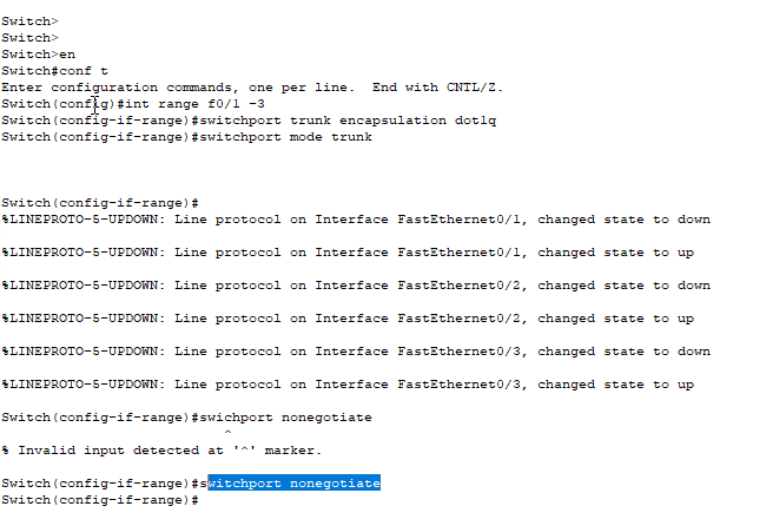 Switch>
Switch>
Switch>en
Switch#conf t
Enter configuration commands, one per line.  End with CNTL/Z.
Switch(config)#int range f0/1 -3
Switch(config-if-range)#switchport trunk encapsulation dot1q
Switch(config-if-range)#switchport mode trunk
Switch(config-if-range)#
%LINEPROTO-5-UPDOWN: Line protocol on Interface FastEthernet0/1, changed state to down
%LINEPROTO-5-UPDOWN: Line protocol on Interface FastEthernet0/1, changed state to up
%LINEPROTO-5-UPDOWN: Line protocol on Interface FastEthernet0/2, changed state to down
%LINEPROTO-5-UPDOWN: Line protocol on Interface FastEthernet0/2, changed state to up
%LINEPROTO-5-UPDOWN: Line protocol on Interface FastEthernet0/3, changed state to down
%LINEPROTO-5-UPDOWN: Line protocol on Interface FastEthernet0/3, changed state to up
Switch(config-if-range)#swichport nonegotiate
^
% Invalid input detected at '^' marker.
Switch(config-if-range)#switchport nonegotiate
Switch(config-if-range)#